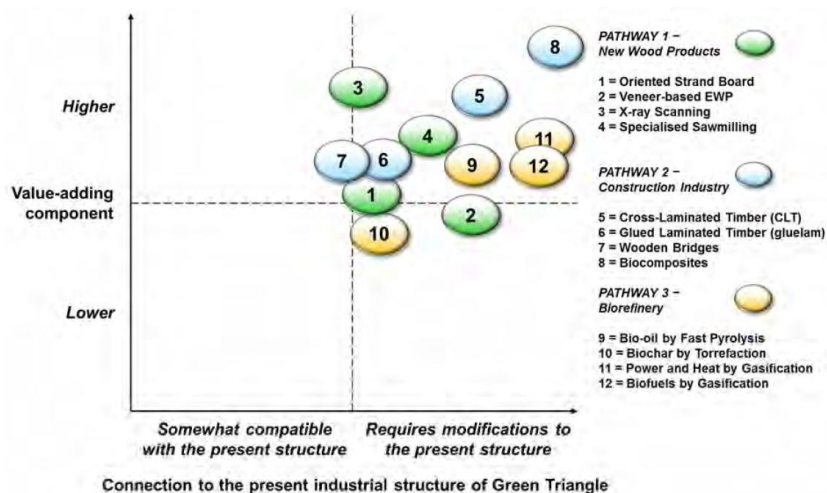 Higher
Value-adding
component
Lower
8
3
5
4
11
7
6
9
12
1
2
10
Somewhat compatible
with the present structure
Requires modifications to
the present structure
Connection to the present industrial structure of Green Triangle
PATHWAY 1 –
New Wood Products
1 = Oriented Strand Board
2 = Veneer-based EWP
3 = X-ray Scanning
4 = Specialised Sawmilling
PATHWAY 2 –
Construction Industry
5 = Cross-Laminated Timber (CLT)
6 = Glued Laminated Timber (gluelam)
7 = Wooden Bridges
8 = Biocomposites
PATHWAY 3 –
Biorefinery
9 = Bio-oil by Fast Pyrolysis
10 = Biochar by Torrefaction
11 = Power and Heat by Gasification
12 = Biofuels by Gasification